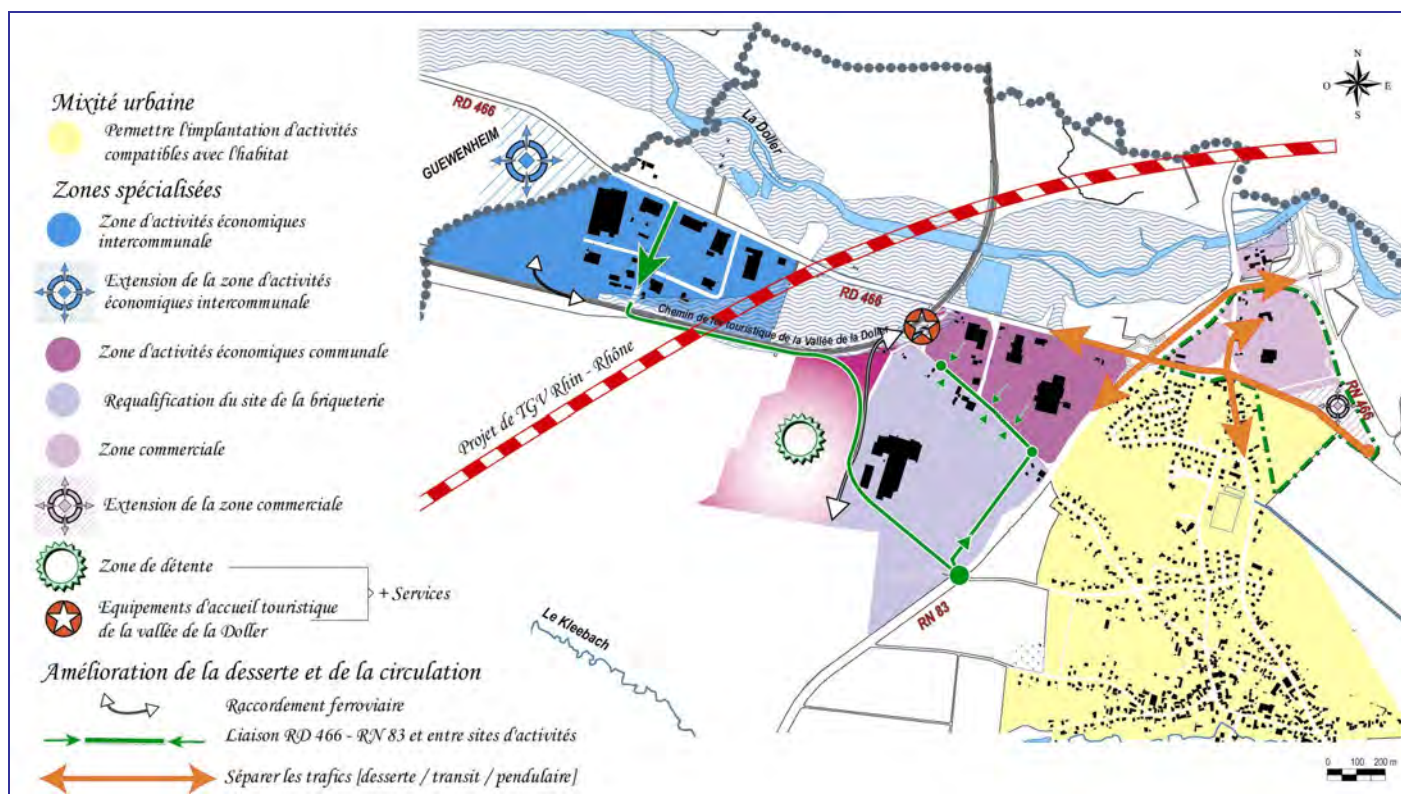 Mixité urbaine
Permettre l'implantation d'activités
compatibles avec l'habitat
Zones spécialisées
Zone d'activités économiques
intercommunale
Extension de la zone d'activités
économiques intercommunale
Zone d'activités économiques communale
Requalification du site de la briqueterie
Zone commerciale
Extension de la zone commerciale
Zone de détente
+ Services
Equipements d'accueil touristique
de la vallée de la Doller
Amélioration de la desserte et de la circulation
Raccordement ferroviaire
Liaison RD 466 - RN 83 et entre sites d'activités
Séparer les trafics [desserte / transit / pendulaire]
RD 466
GUEWENHEIM
La Doller
N
O
E
S
RD 466
Chemin de fer touristique de la Vallée de la Doller
Projet de TGV Rhin - Rhône
RN 466
RN 83
Le Kleebach
0 100 200 m